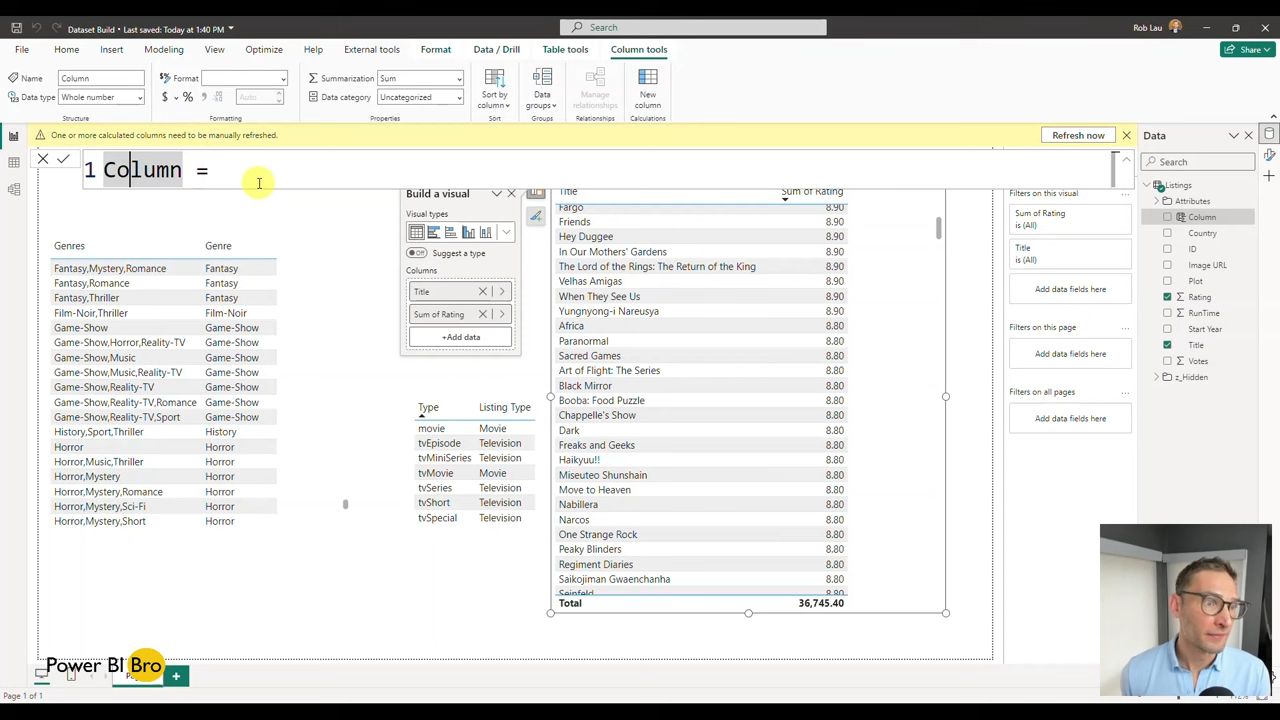 Dataset Build • Last saved: Today at 1:40 PM
Search
Rob Lau
File Home Insert Modeling View Optimize Help External tools Format Data / Drill Table tools Column tools
Share
Name Column
Data type Whole number
Format
$ % Auto
Formatting
Summarization Sum
Data category Uncategorized
Properties
Sort by column
Sort
Data groups
Groups
Manage relationships
Relationships
New column
Calculations
One or more calculated columns need to be manually refreshed.
Refresh now
1 Column =
Genres Genre
Fantasy,Mystery,Romance Fantasy
Fantasy,Romance Fantasy
Fantasy,Thriller Fantasy
Film-Noir,Thriller Film-Noir
Game-Show Game-Show
Game-Show,Horror,Reality-TV Game-Show
Game-Show,Music Game-Show
Game-Show,Music,Reality-TV Game-Show
Game-Show,Reality-TV Game-Show
Game-Show,Reality-TV,Romance Game-Show
Game-Show,Reality-TV,Sport Game-Show
History,Sport,Thriller History
Horror Horror
Horror,Music,Thriller Horror
Horror,Mystery Horror
Horror,Mystery,Romance Horror
Horror,Mystery,Sci-Fi Horror
Horror,Mystery,Short Horror
Build a visual
Visual types
Off Suggest a type
Columns
Title
Sum of Rating
+Add data
Type Listing Type
movie Movie
tvEpisode Television
tvMiniSeries Television
tvMovie Movie
tvSeries Television
tvShort Television
tvSpecial Television
Title Sum of Rating
Fargo 8.90
Friends 8.90
Hey Duggee 8.90
In Our Mothers' Gardens 8.90
The Lord of the Rings: The Return of the King 8.90
Velhas Amigas 8.90
When They See Us 8.90
Yungnyong-i Nareusya 8.90
Africa 8.80
Paranormal 8.80
Sacred Games 8.80
Art of Flight: The Series 8.80
Black Mirror 8.80
Booba: Food Puzzle 8.80
Chappelle's Show 8.80
Dark 8.80
Freaks and Geeks 8.80
Haikyuu!! 8.80
Miseuteo Shunshain 8.80
Move to Heaven 8.80
Nabillera 8.80
Narcos 8.80
One Strange Rock 8.80
Peaky Blinders 8.80
Regiment Diaries 8.80
Saikojiman Gwaenchanha 8.80
Seinfeld 8.80
Total 36,745.40
Filters on this visual
Sum of Rating
is (All)
Title
is (All)
Add data fields here
Filters on this page
Add data fields here
Filters on all pages
Add data fields here
Data
Search
Listings
Attributes
Column
Country
ID
Image URL
Plot
Rating
RunTime
Start Year
Title
Votes
z_Hidden
Power BI Bro
Page 1 of 1